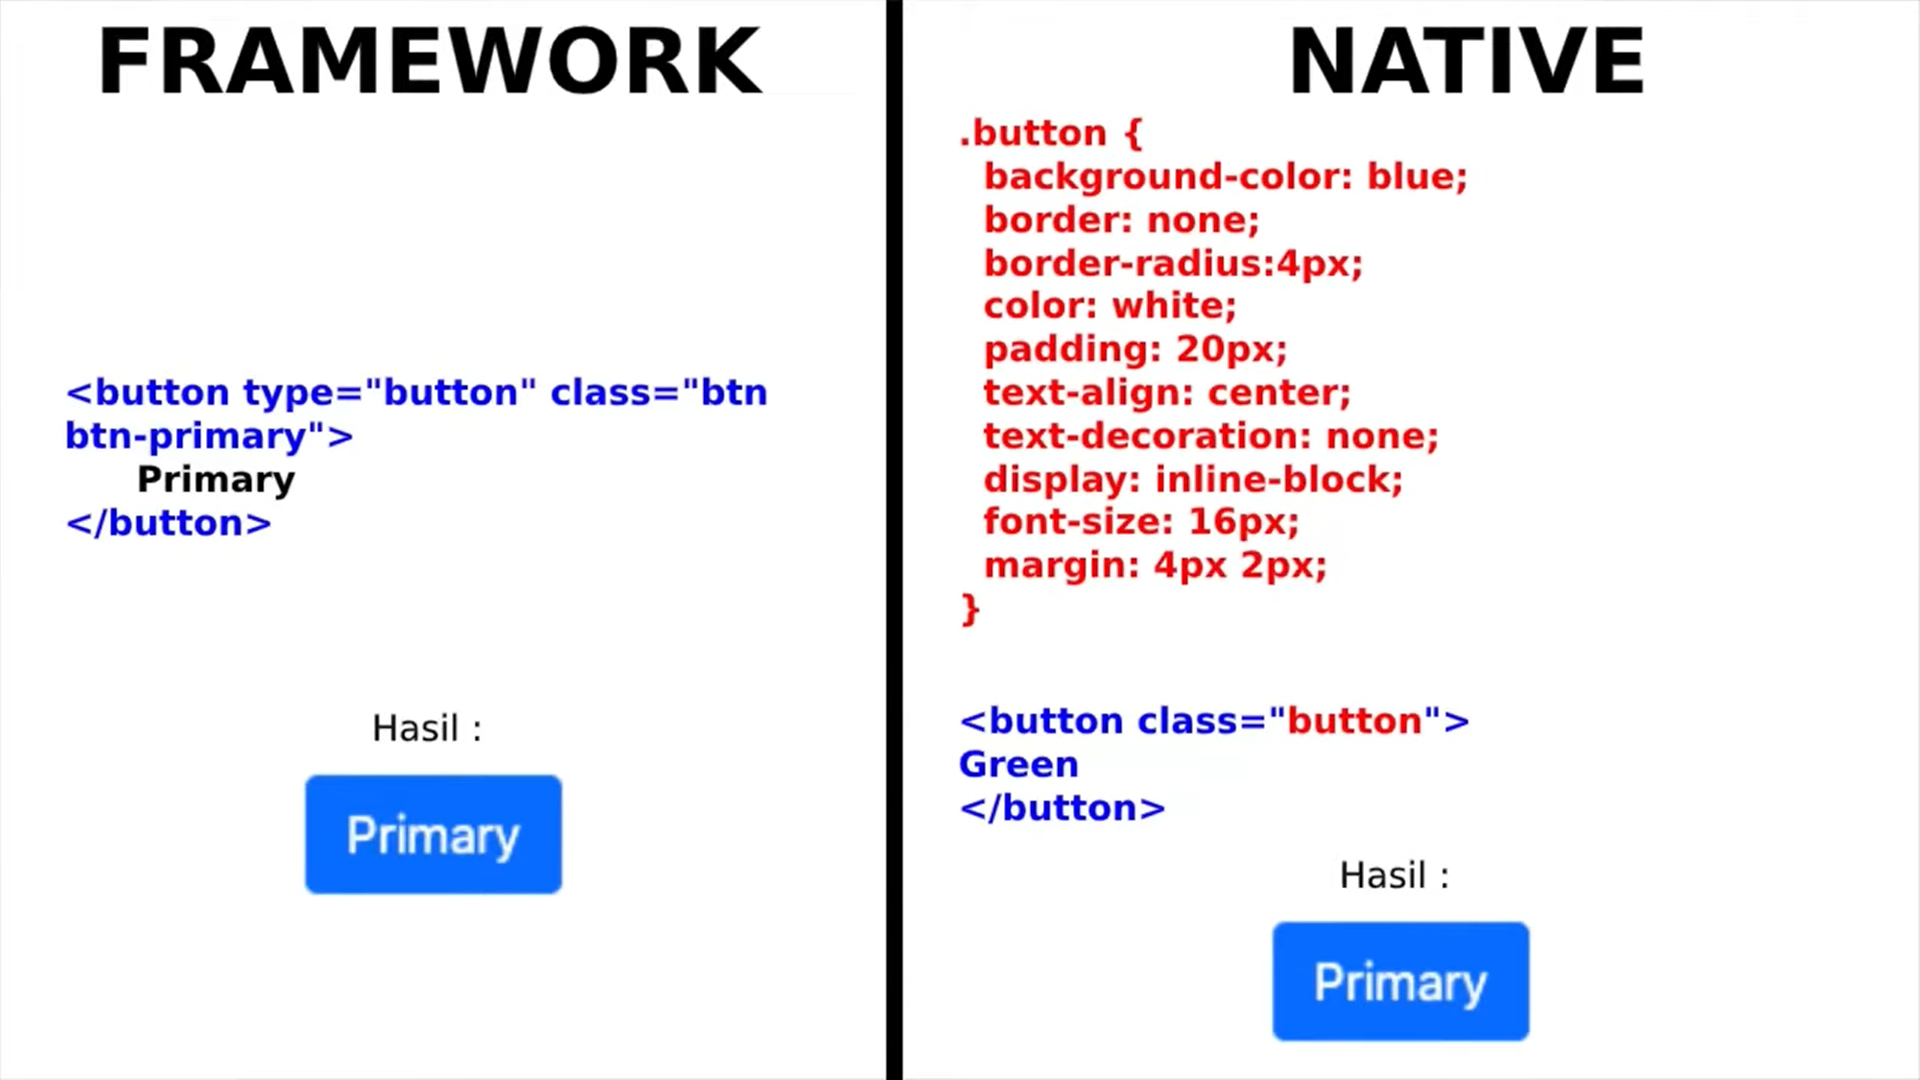 FRAMEWORK
<button type="button" class="btn
btn-primary">
Primary
</button>
Hasil :
Primary
NATIVE
.button {
background-color: blue;
border: none;
border-radius:4px;
color: white;
padding: 20px;
text-align: center;
text-decoration: none;
display: inline-block;
font-size: 16px;
margin: 4px 2px;
}
<button class="button">
Green
</button>
Hasil :
Primary